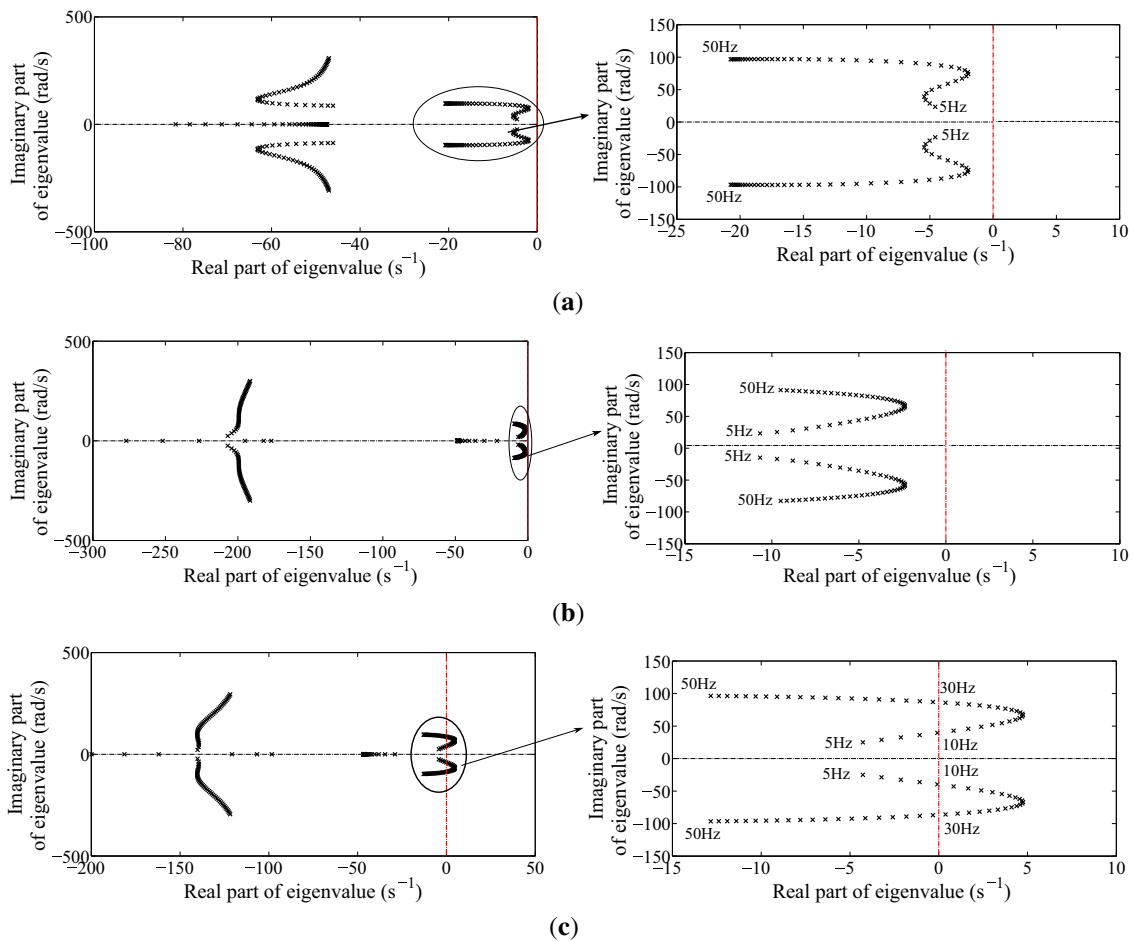 (a)
Imaginary part
of eigenvalue (rad/s)
500
0
−500
−100
−80
−60
−40
−20
0
Real part of eigenvalue (s⁻¹)
Imaginary part
of eigenvalue (rad/s)
150
100
50
0
−50
−100
−150
50Hz
5Hz
5Hz
50Hz
−25
−20
−15
−10
−5
0
5
10
Real part of eigenvalue (s⁻¹)
(b)
Imaginary part
of eigenvalue (rad/s)
500
0
−500
−300
−250
−200
−150
−100
−50
0
Real part of eigenvalue (s⁻¹)
Imaginary part
of eigenvalue (rad/s)
150
100
50
0
−50
−100
−150
50Hz
5Hz
5Hz
50Hz
−15
−10
−5
0
5
10
Real part of eigenvalue (s⁻¹)
(c)
Imaginary part
of eigenvalue (rad/s)
500
0
−500
−200
−150
−100
−50
0
50
Real part of eigenvalue (s⁻¹)
Imaginary part
of eigenvalue (rad/s)
150
100
50
0
−50
−100
−150
50Hz
30Hz
5Hz
10Hz
5Hz
10Hz
50Hz
30Hz
−15
−10
−5
0
5
10
Real part of eigenvalue (s⁻¹)